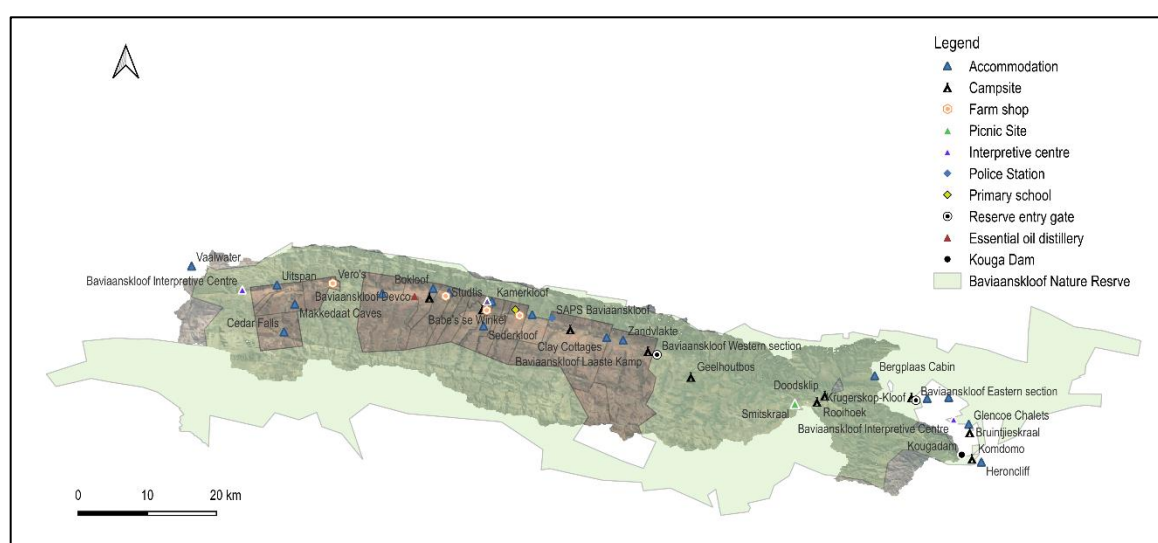 Legend
Accommodation
Campsite
Farm shop
Picnic Site
Interpretive centre
Police Station
Primary school
Reserve entry gate
Essential oil distillery
Kouga Dam
Baviaanskloof Nature Resrve
Vaalwater
Baviaanskloof Interpretive Centre
Uitspan
Vero's
Bokloof
Baviaanskloof Devco
Studtis
Kamerkloof
Makkedaat Caves
Cedar Falls
Babe's se Winkel
SAPS Baviaanskloof
Sederkloof
Clay Cottages
Zandvlakte
Baviaanskloof Western section
Baviaanskloof Laaste Kamp
Geelhoutbos
Doodsklip
Bergplaas Cabin
Krugerskop-Kloof
Baviaanskloof Eastern section
Smitskraal
Rooihoek
Glencoe Chalets
Baviaanskloof Interpretive Centre
Bruintjieskraal
Kougadam
Komdomo
Heroncliff
0 10 20 km